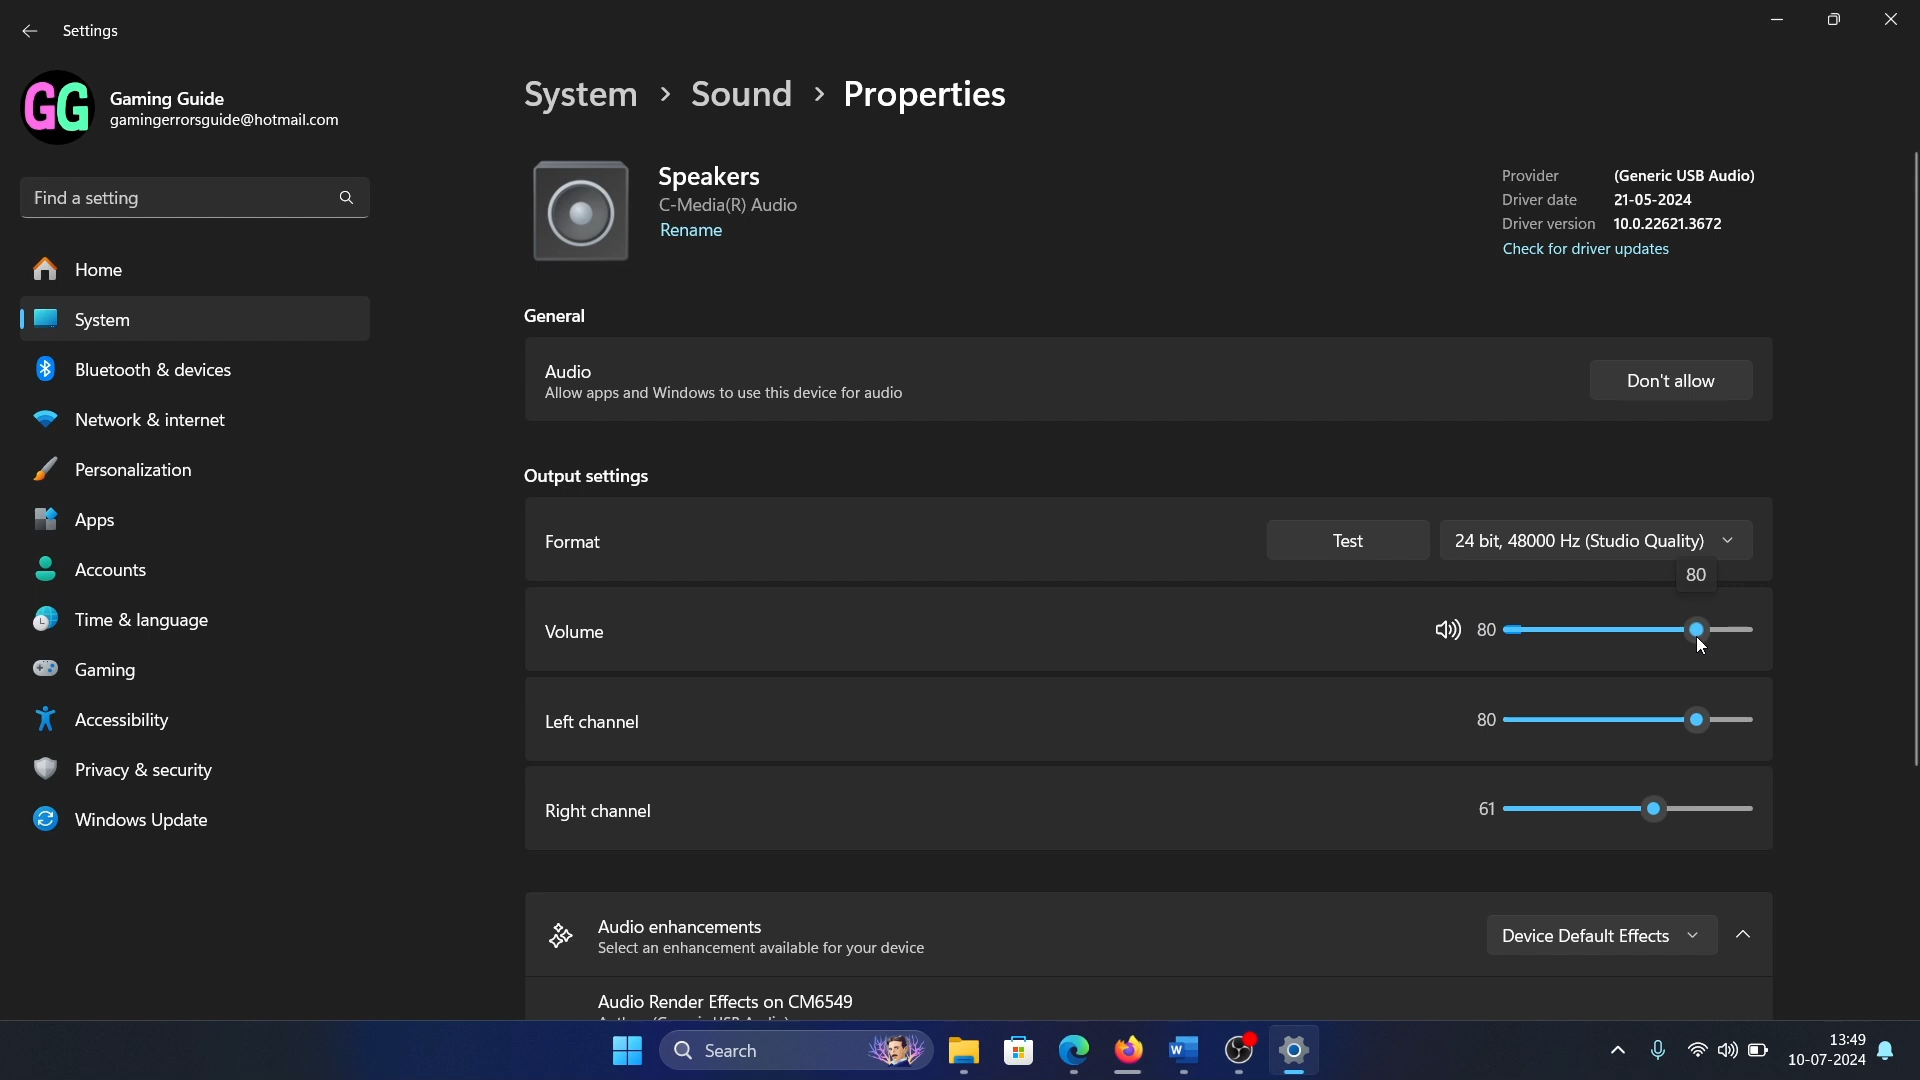 Settings
GG
Gaming Guide
gamingerrorsguide@hotmail.com
Find a setting
Home
System
Bluetooth & devices
Network & internet
Personalization
Apps
Accounts
Time & language
Gaming
Accessibility
Privacy & security
Windows Update
System > Sound > Properties
Speakers
C-Media(R) Audio
Rename
Provider (Generic USB Audio)
Driver date 21-05-2024
Driver version 10.0.22621.3672
Check for driver updates
General
Audio
Allow apps and Windows to use this device for audio
Don't allow
Output settings
Format
Test
24 bit, 48000 Hz (Studio Quality)
80
Volume
80
Left channel
80
Right channel
61
Audio enhancements
Select an enhancement available for your device
Device Default Effects
Audio Render Effects on CM6549
Search
W
13:49
10-07-2024